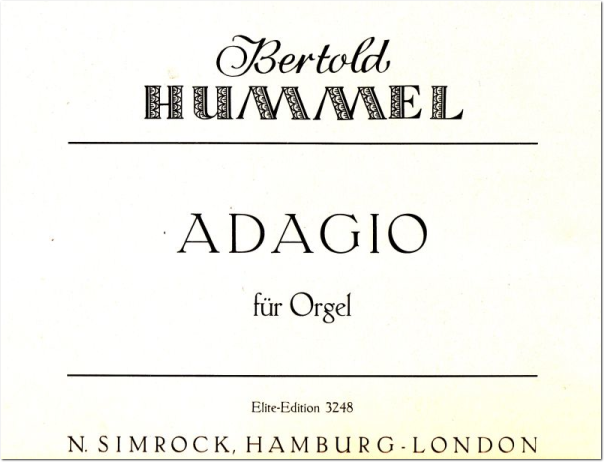 Bertold
HUMMEL
ADAGIO
für Orgel
Elite-Edition 3248
N. SIMROCK, HAMBURG - LONDON